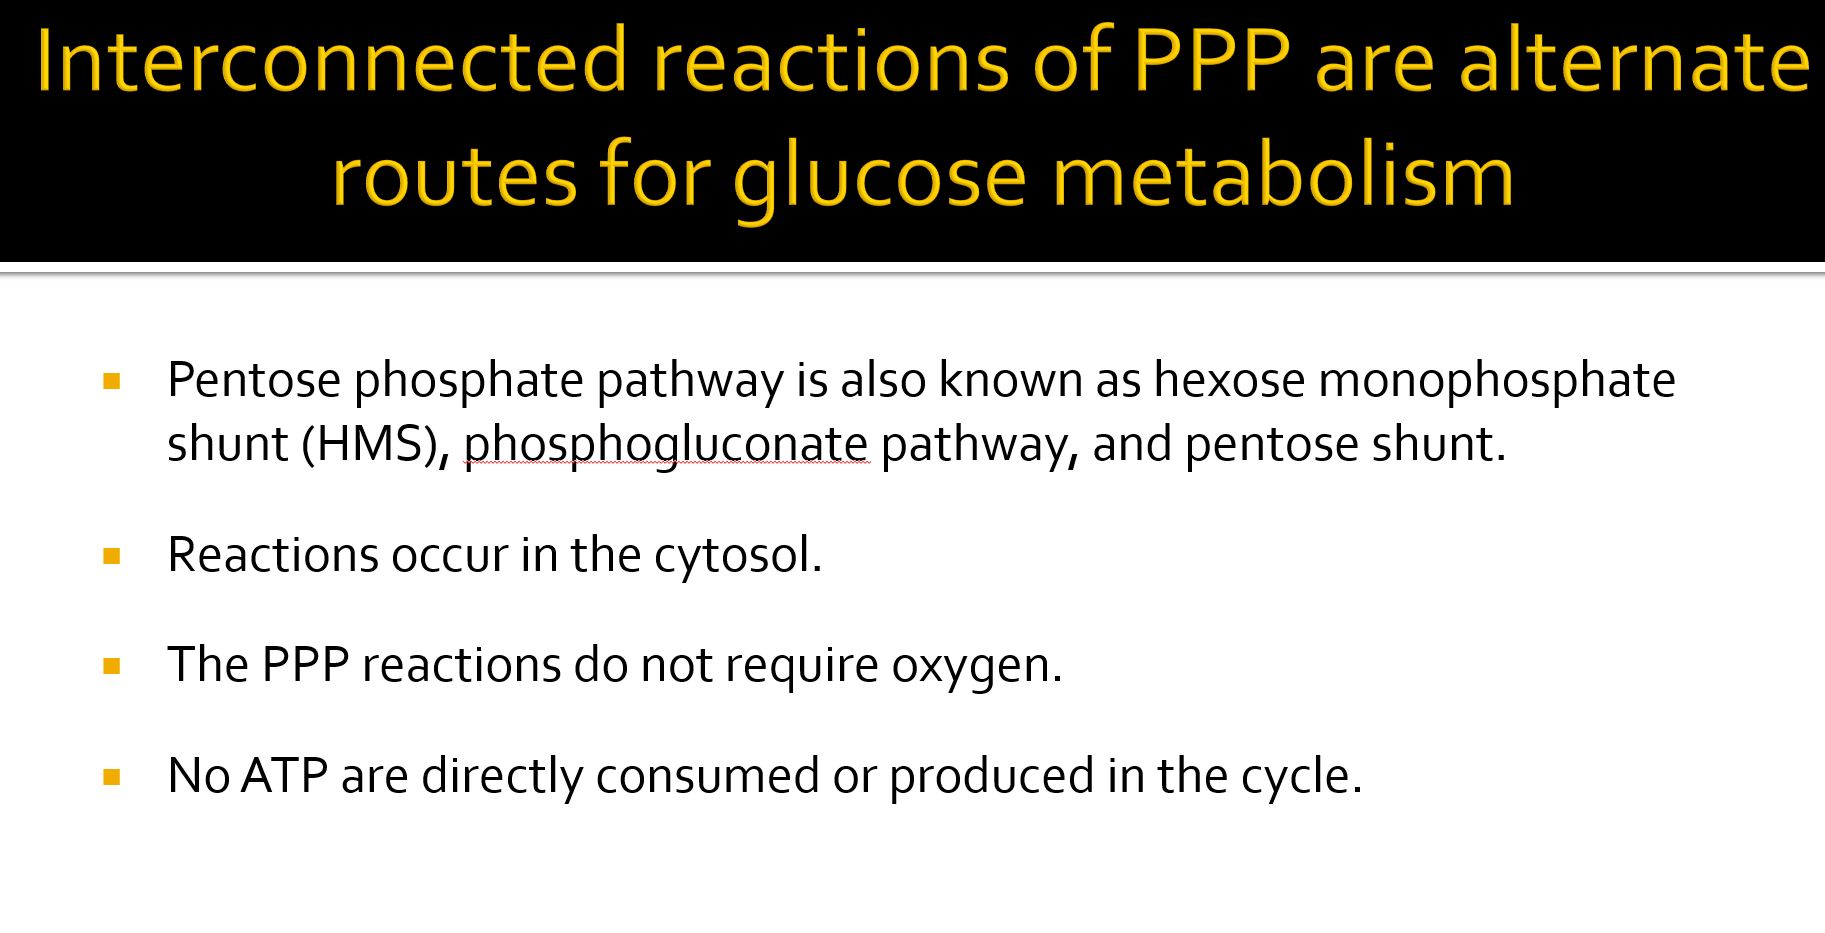 Interconnected reactions of PPP are alternate
routes for glucose metabolism
Pentose phosphate pathway is also known as hexose monophosphate
shunt (HMS), phosphogluconate pathway, and pentose shunt.
Reactions occur in the cytosol.
The PPP reactions do not require oxygen.
No ATP are directly consumed or produced in the cycle.